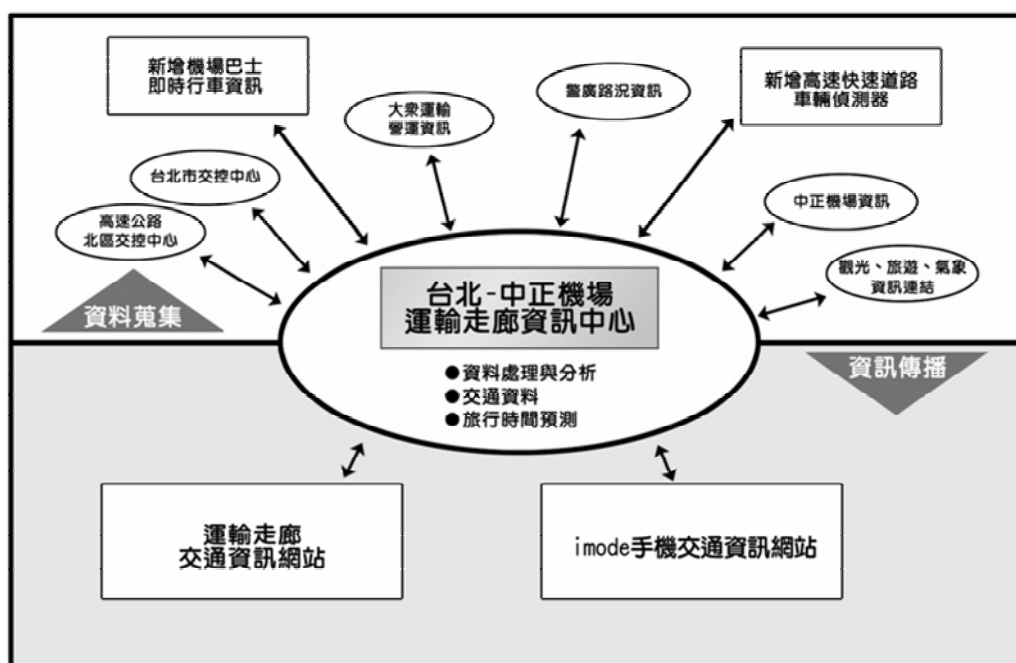 新增機場巴士
即時行車資訊
大眾運輸
營運資訊
警廣路況資訊
新增高速快速道路
車輛偵測器
台北市交控中心
高速公路
北區交控中心
中正機場資訊
觀光、旅遊、氣象
資訊連結
資料蒐集
台北-中正機場
運輸走廊資訊中心
●資料處理與分析
●交通資料
●旅行時間預測
資訊傳播
運輸走廊
交通資訊網站
imode手機交通資訊網站